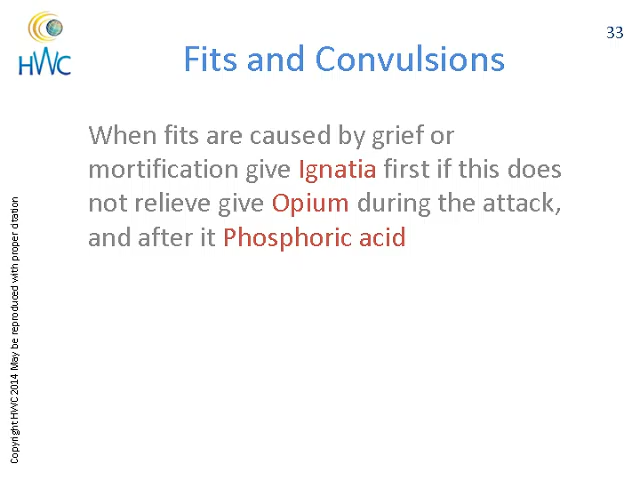 33
HWC
Fits and Convulsions
When fits are caused by grief or
mortification give Ignatia first if this does
not relieve give Opium during the attack,
and after it Phosphoric acid
Copyright HWC 2014 May be reproduced with proper citation